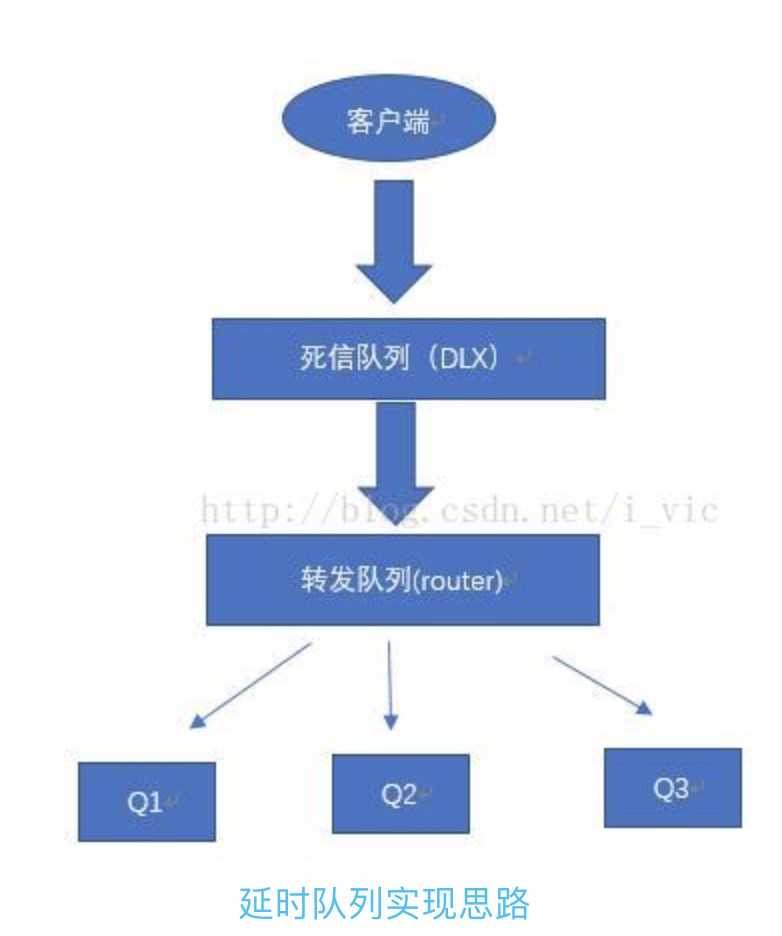 客户端
死信队列（DLX）
http://blog.csdn.net/i_vic
转发队列(router)
Q1
Q2
Q3
延时队列实现思路